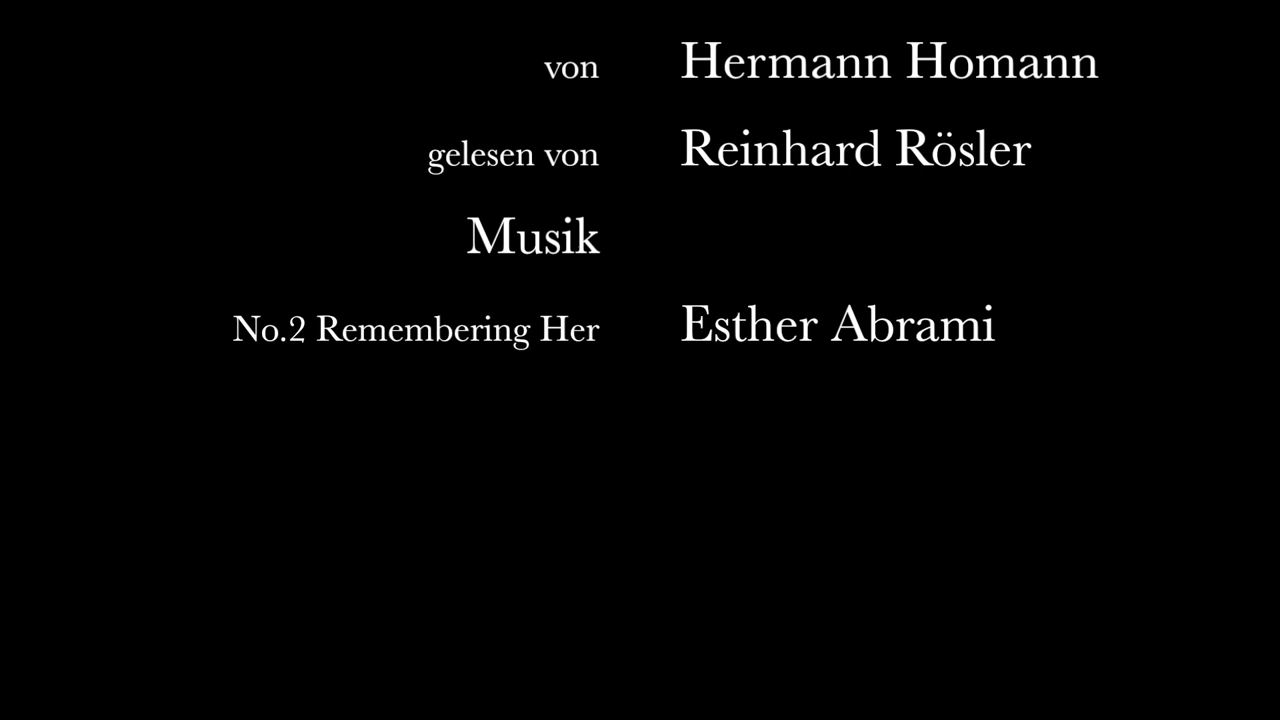 von Hermann Homann
gelesen von Reinhard Rösler
Musik
No.2 Remembering Her Esther Abrami